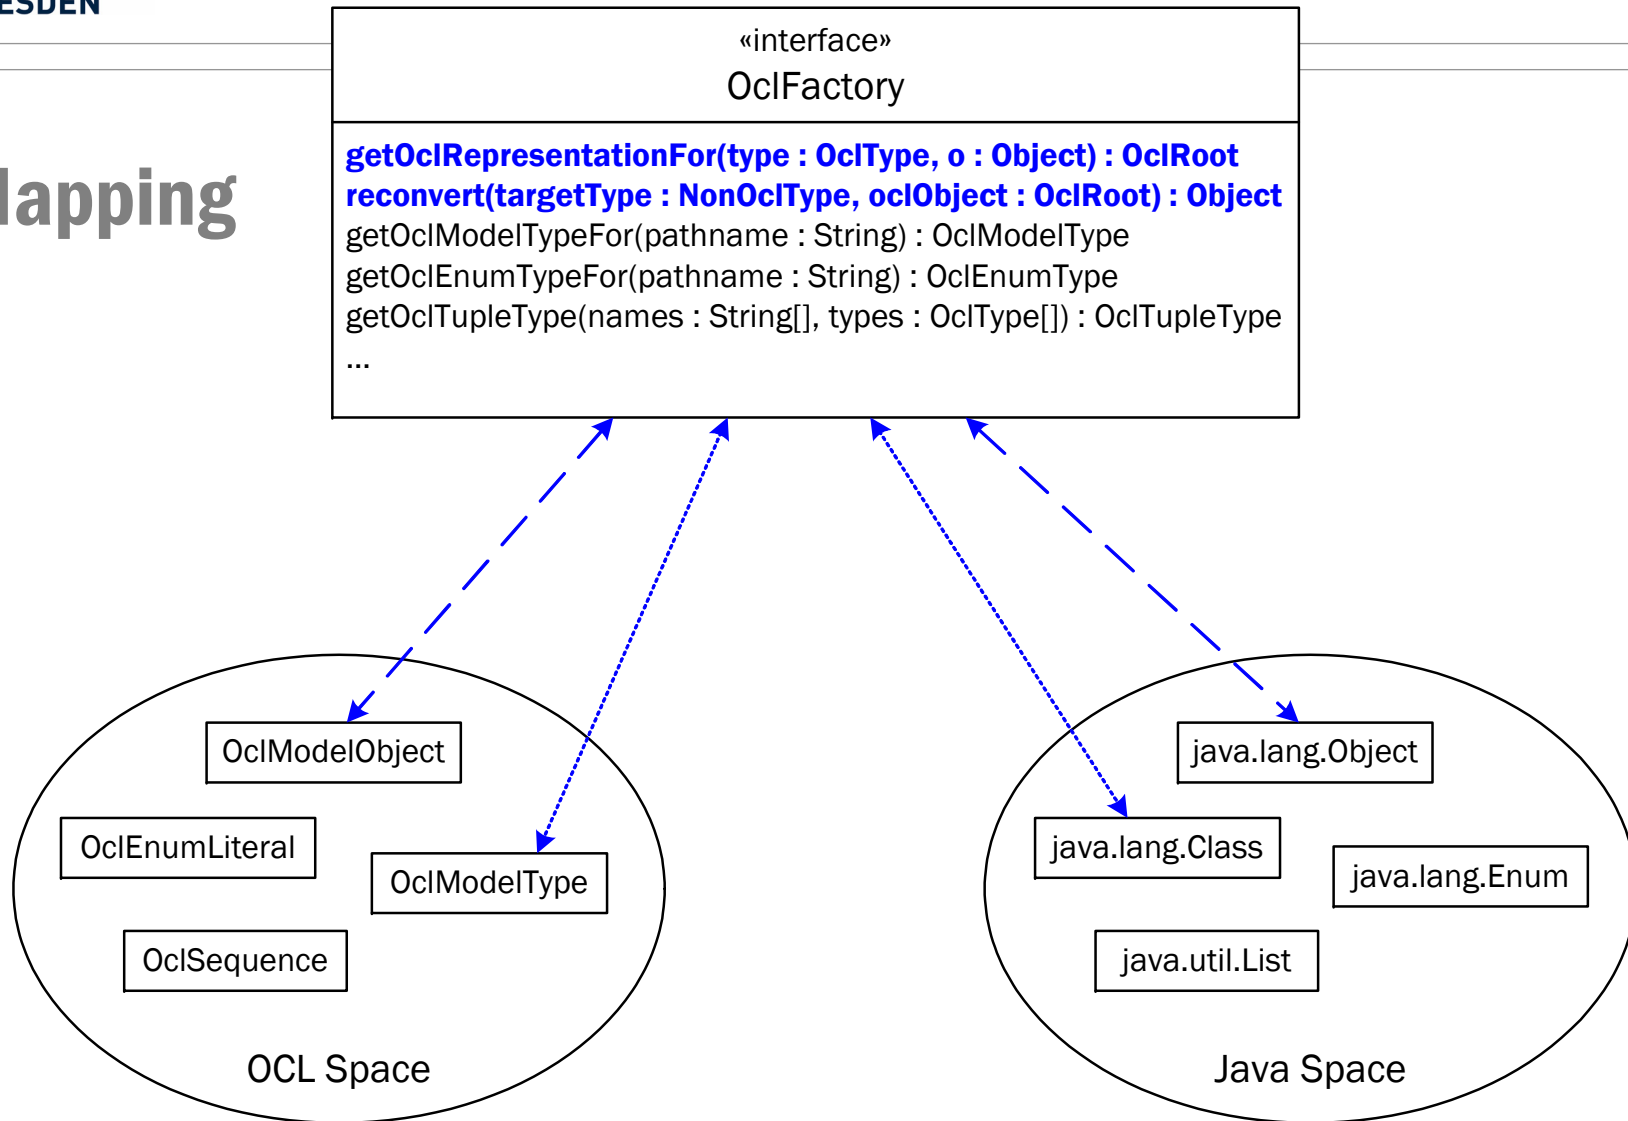 ESDEN
«interface»
OclFactory
apping
getOclRepresentationFor(type : OclType, o : Object) : OclRoot
reconvert(targetType : NonOclType, oclObject : OclRoot) : Object
getOclModelTypeFor(pathname : String) : OclModelType
getOclEnumTypeFor(pathname : String) : OclEnumType
getOclTupleType(names : String[], types : OclType[]) : OclTupleType
...
OclModelObject
java.lang.Object
OclEnumLiteral
OclModelType
java.lang.Class
java.lang.Enum
OclSequence
java.util.List
OCL Space
Java Space